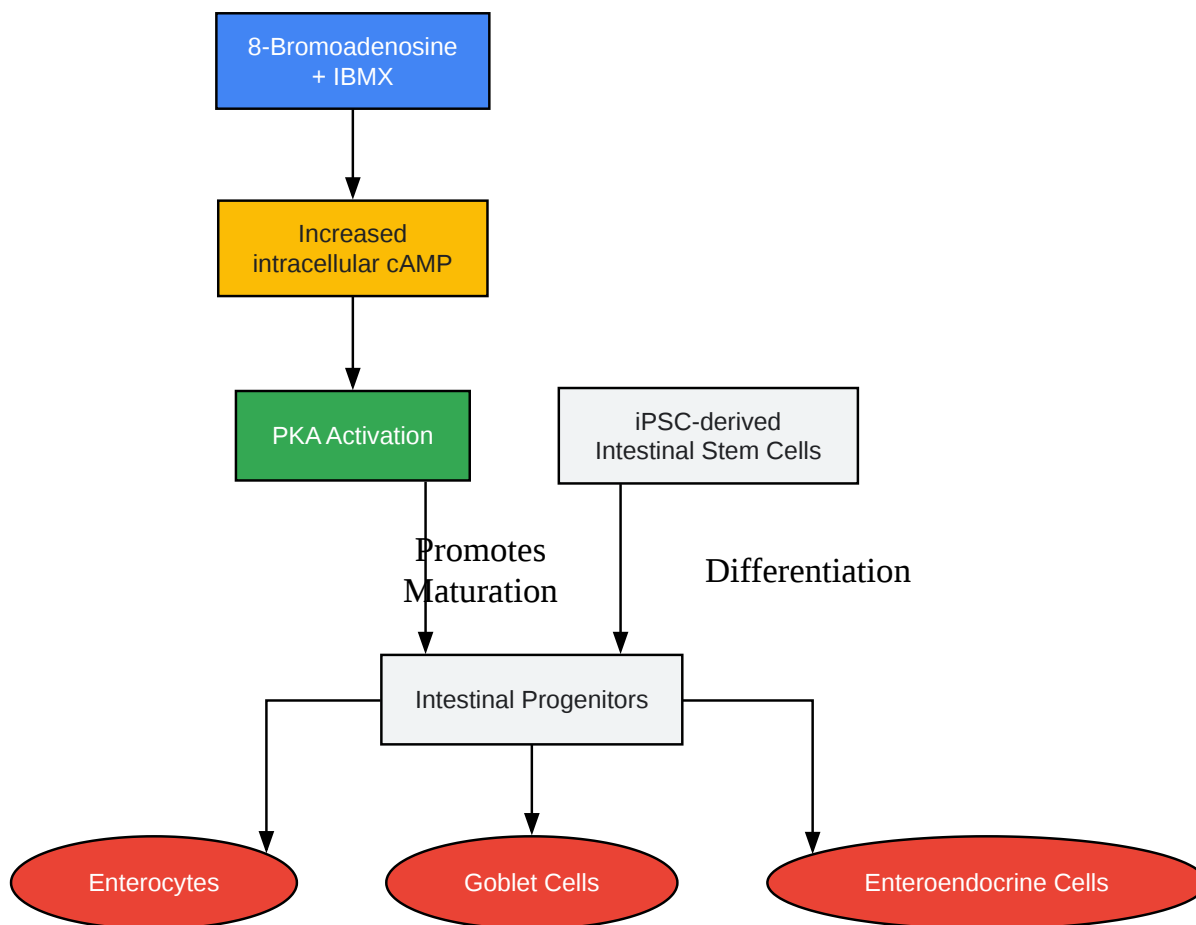 8-Bromoadenosine
+ IBMX
Increased
intracellular cAMP
PKA Activation
iPSC-derived
Intestinal Stem Cells
Promotes
Maturation
Differentiation
Intestinal Progenitors
Enterocytes
Goblet Cells
Enteroendocrine Cells